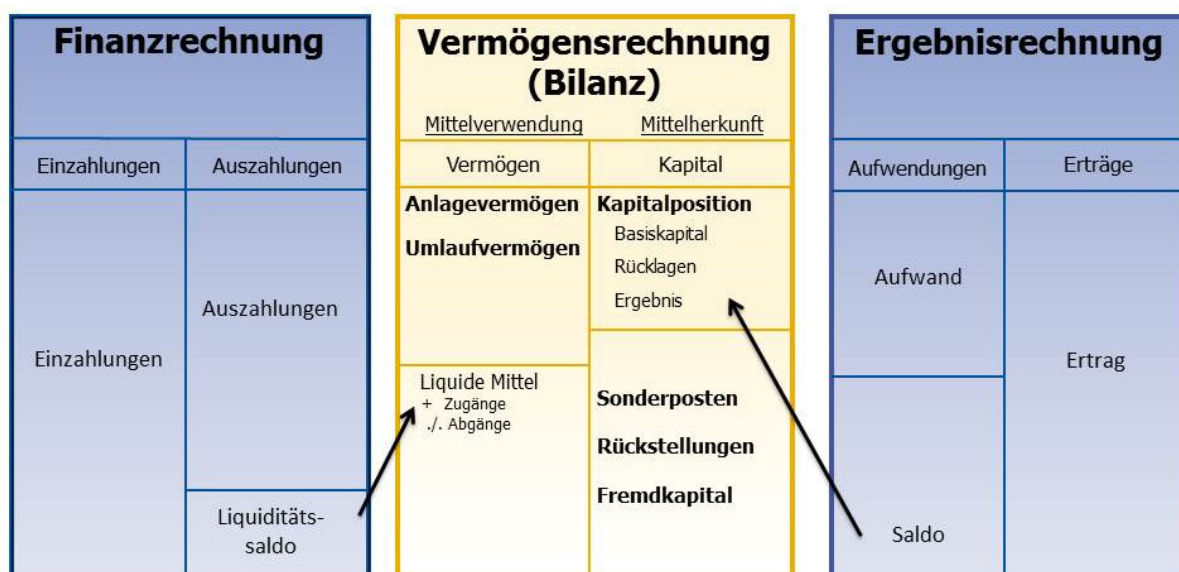 Finanzrechnung
Einzahlungen
Auszahlungen
Einzahlungen
Auszahlungen
Liquiditäts-
saldo
Vermögensrechnung
(Bilanz)
Mittelverwendung
Mittelherkunft
Vermögen
Kapital
Anlagevermögen
Umlaufvermögen
Liquide Mittel
+ Zugänge
./. Abgänge
Kapitalposition
Basiskapital
Rücklagen
Ergebnis
Sonderposten
Rückstellungen
Fremdkapital
Ergebnisrechnung
Aufwendungen
Erträge
Aufwand
Saldo
Ertrag